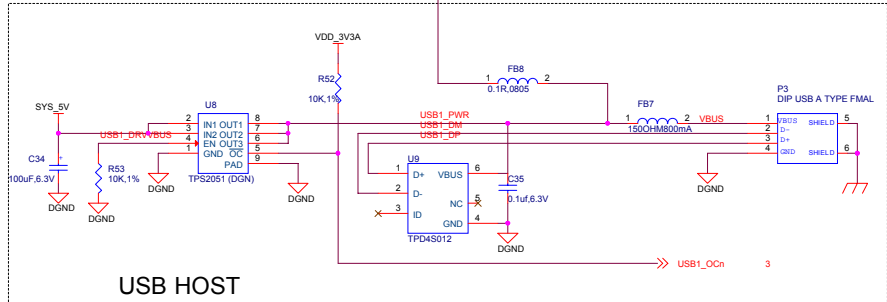 FB8
1 2
0.1R,0805
VDD_3V3A
R52
10K,1%
SYS_5V
U8
2 IN1 OUT1 8
3 IN2 OUT2 7
4 EN OUT3 6
1 GND OC 5
PAD 9
TPS2051 (DGN)
USB1_DRVVBUS
C34
+
100uF,6.3V
DGND
R53
10K,1%
DGND
DGND
DGND
USB1_PWR
USB1_DM
USB1_DP
U9
1 D+ VBUS 6
2 D- NC 5
3 ID GND 4
TPD4S012
C35
0.1uf,6.3V
DGND
FB7
1 2
150OHM800mA
VBUS
P3
DIP USB A TYPE FMAL
1 VBUS SHIELD 5
2 D-
3 D+
4 GND SHIELD 6
DGND
USB1_OCn 3
USB HOST